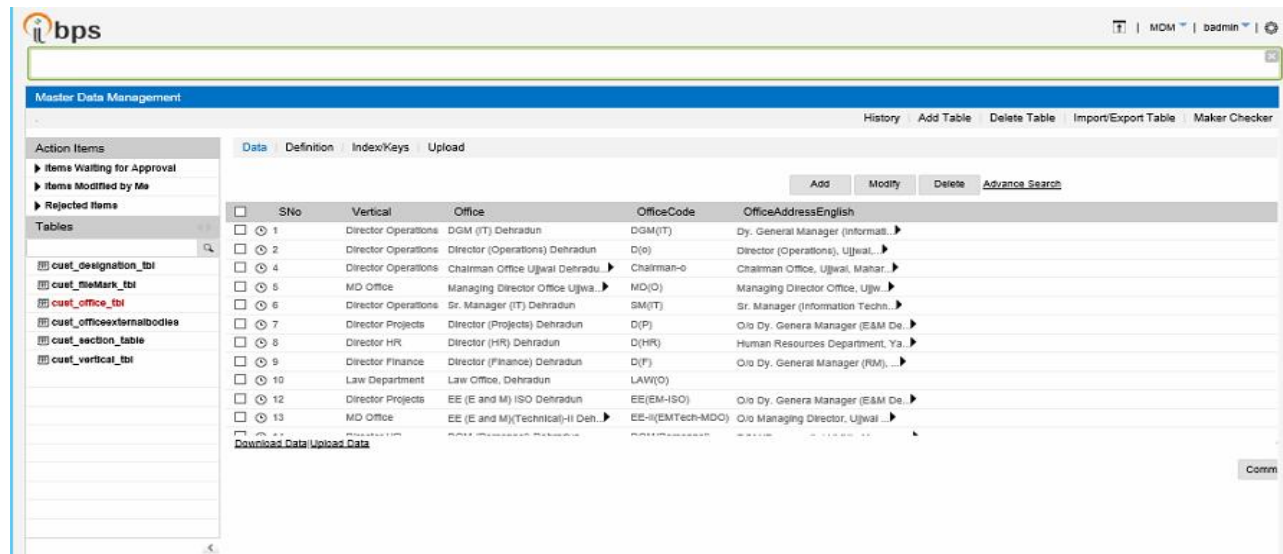 ibps
MDM | badmin |
Master Data Management
History | Add Table | Delete Table | Import/Export Table | Maker Checker
Action Items
Items Waiting for Approval
Items Modified by Me
Rejected Items
Tables
cust_designation_tbl
cust_fileMark_tbl
cust_office_tbl
cust_officeexternalbodies
cust_section_table
cust_vertical_tbl
Data | Definition | Index/Keys | Upload
Add Modify Delete Advance Search
SNo Vertical Office OfficeCode OfficeAddressEnglish
1 Director Operations DGM (IT) Dehradun DGM(IT) Dy. General Manager (Informati...
2 Director Operations Director (Operations) Dehradun D(o) Director (Operations), Ujjwal,...
4 Director Operations Chairman Office Ujjwal Dehradu... Chairman-o Chairman Office, Ujjwal, Mahar...
5 MD Office Managing Director Office Ujjwa... MD(O) Managing Director Office, Ujjw...
6 Director Operations Sr. Manager (IT) Dehradun SM(IT) Sr. Manager (Information Techn...
7 Director Projects Director (Projects) Dehradun D(P) O/o Dy. Genera Manager (E&M De...
8 Director HR Director (HR) Dehradun D(HR) Human Resources Department, Ya...
9 Director Finance Director (Finance) Dehradun D(F) O/o Dy. General Manager (RM), ...
10 Law Department Law Office, Dehradun LAW(O)
12 Director Projects EE (E and M) ISO Dehradun EE(EM-ISO) O/o Dy. Genera Manager (E&M De...
13 MD Office EE (E and M)(Technical)-II Deh... EE-II(EMTech-MDO) O/o Managing Director, Ujjwal ...
Download Data|Upload Data
Comm